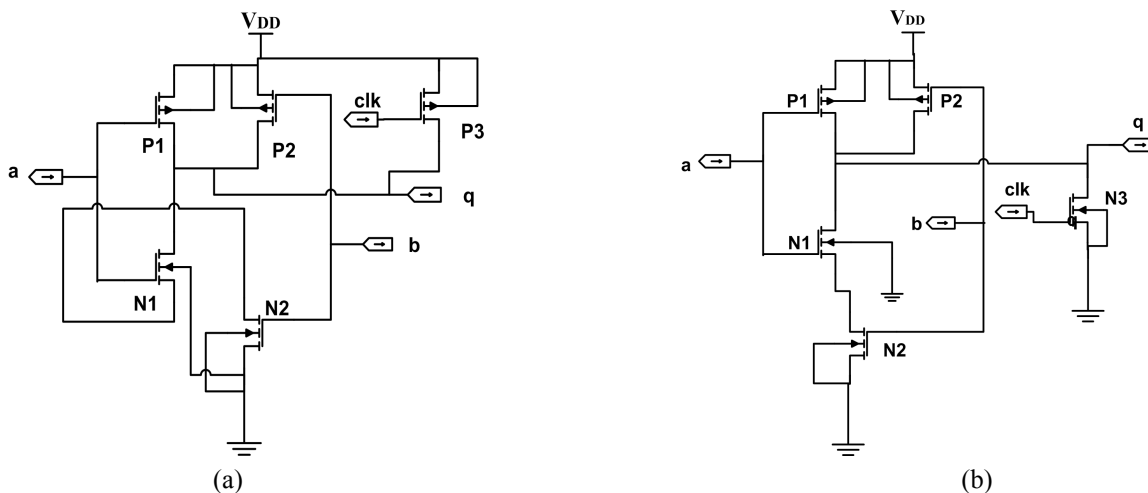 VDD
clk
P1
P2
P3
a
q
b
N1
N2
(a)
VDD
P1
P2
q
a
clk
N3
b
N1
N2
(b)